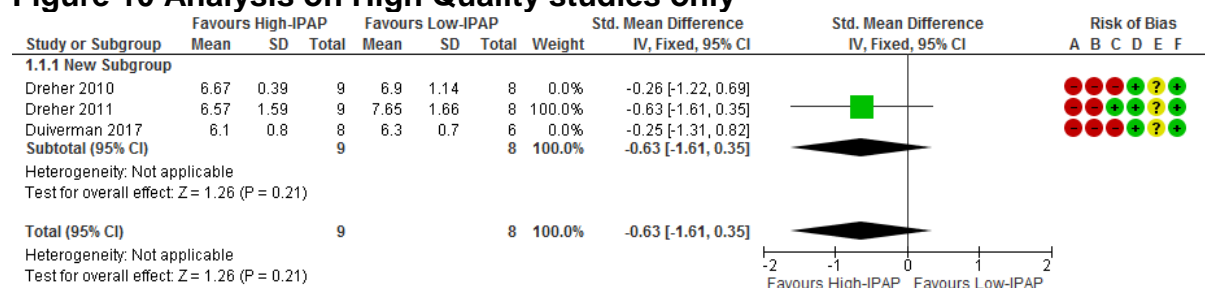 Figure 10 Analysis on High Quality studies only
Favours High-IPAP Favours Low-IPAP Std. Mean Difference Std. Mean Difference Risk of Bias
Study or Subgroup Mean SD Total Mean SD Total Weight IV, Fixed, 95% CI IV, Fixed, 95% CI A B C D E F
1.1.1 New Subgroup
Dreher 2010 6.67 0.39 9 6.9 1.14 8 0.0% -0.26 [-1.22, 0.69] - - - + ? +
Dreher 2011 6.57 1.59 9 7.65 1.66 8 100.0% -0.63 [-1.61, 0.35] - - + + ? +
Duiverman 2017 6.1 0.8 8 6.3 0.7 6 0.0% -0.25 [-1.31, 0.82] - - - + ? +
Subtotal (95% CI) 9 8 100.0% -0.63 [-1.61, 0.35]
Heterogeneity: Not applicable
Test for overall effect: Z = 1.26 (P = 0.21)
Total (95% CI) 9 8 100.0% -0.63 [-1.61, 0.35]
Heterogeneity: Not applicable
Test for overall effect: Z = 1.26 (P = 0.21)
-2 -1 0 1 2
Favours High-IPAP Favours Low-IPAP